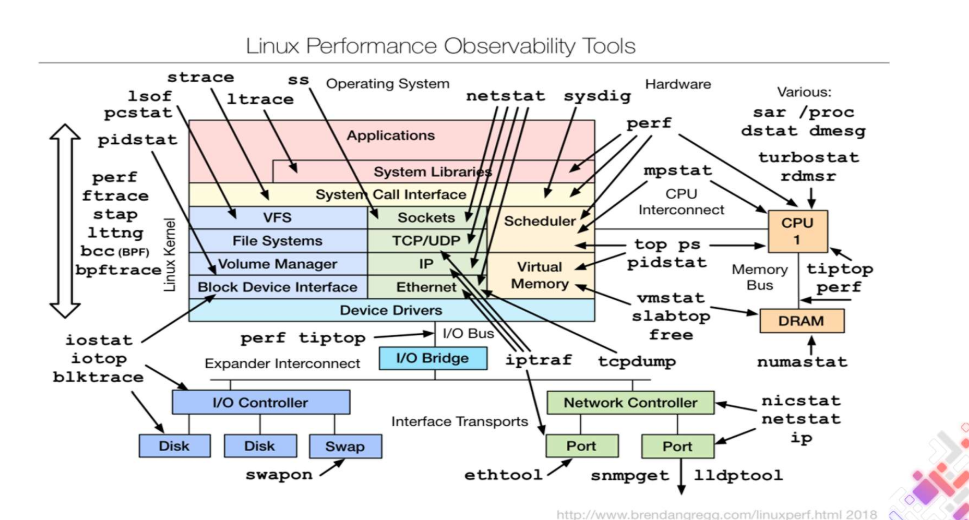 Linux Performance Observability Tools
strace
ss
Operating System
Hardware
Various:
lsof
ltrace
netstat
sysdig
sar /proc
pcstat
perf
dstat dmesg
pidstat
Applications
turbostat
rdmsr
System Libraries
mpstat
perf
ftrace
stap
lttng
bcc (BPF)
bpftrace
Linux Kernel
System Call Interface
CPU
Interconnect
VFS
Sockets
Scheduler
CPU
1
File Systems
TCP/UDP
top ps
pidstat
Volume Manager
IP
Virtual
Memory
Memory
Bus
tiptop
perf
Block Device Interface
Ethernet
vmstat
slabtop
free
Device Drivers
DRAM
iostat
iotop
blktrace
perf tiptop
I/O Bus
I/O Bridge
iptraf
tcpdump
numastat
Expander Interconnect
I/O Controller
Interface Transports
Network Controller
nicstat
netstat
ip
Disk
Disk
Swap
Port
Port
swapon
ethtool
snmpget
lldptool
http://www.brendangregg.com/linuxperf.html 2018